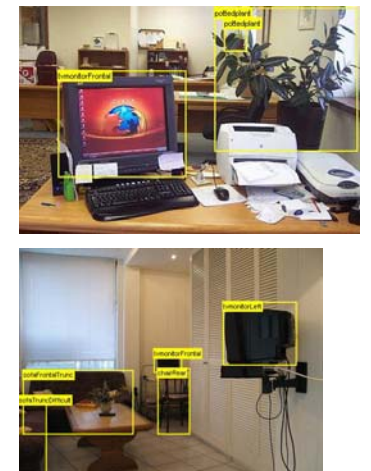 pottedplant
pottedplant
tvmonitorFrontal
tvmonitorLeft
tvmonitorFrontal
sofaFrontalTrunc
chairRear
sofaTruncDifficult